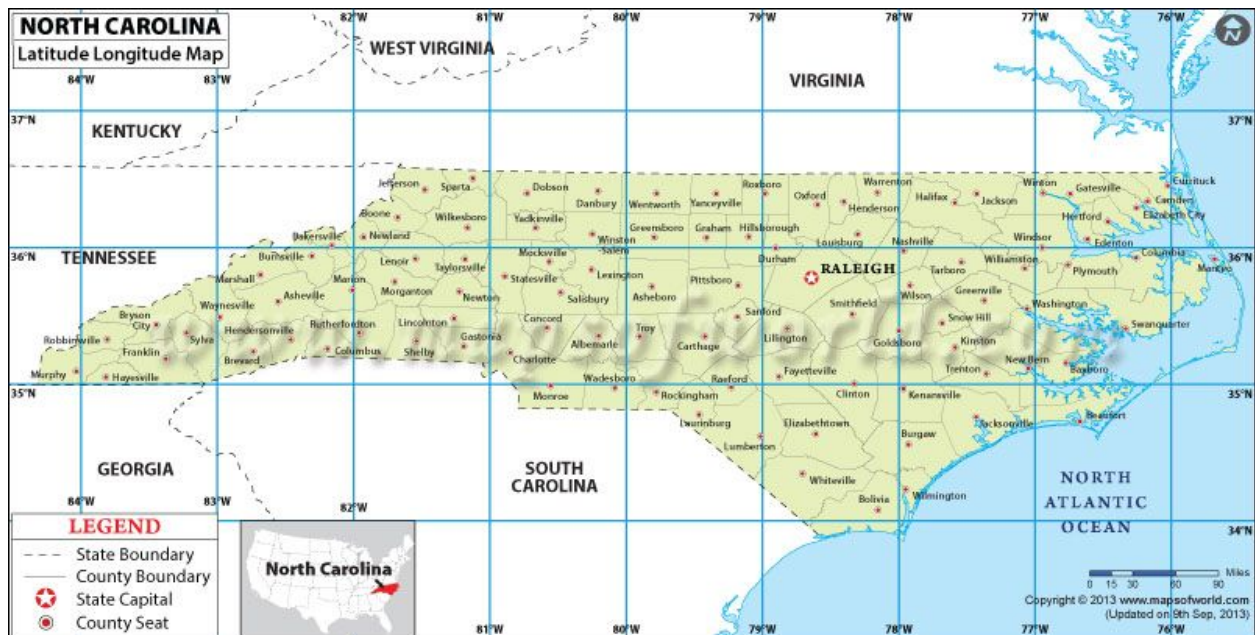 NORTH CAROLINA
Latitude Longitude Map
82°W
81°W
80°W
79°W
78°W
77°W
76°W
N
84°W
83°W
WEST VIRGINIA
VIRGINIA
37°N
37°N
KENTUCKY
Jefferson
Sparta
Dobson
Danbury
Wentworth
Yanceyville
Roxboro
Oxford
Warrenton
Henderson
Halifax
Jackson
Winton
Gatesville
Currituck
Camden
Elizabeth City
Hertford
Boone
Wilkesboro
Yadkinville
Greensboro
Graham
Hillsborough
Louisburg
Nashville
Windsor
Edenton
Bakersville
Newland
Winston
-Salem
Durham
36°N
36°N
TENNESSEE
Burnsville
Lenoir
Taylorsville
Mockville
Statesville
Lexington
Pittsboro
RALEIGH
Tarboro
Williamston
Plymouth
Columbia
Manteo
Marshall
Marion
Morganton
Newton
Salisbury
Asheboro
Wilson
Greenville
Washington
Waynesville
Asheville
Smithfield
Bryson
City
Hendersonville
Rutherfordton
Lincolnton
Concord
Troy
Sanford
Snow Hill
Swanquarter
www.mapsofworld.com
Robbinsville
Sylva
Gastonia
Albemarle
Carthage
Lillington
Goldsboro
Kinston
Franklin
Brevard
Columbus
Shelby
Charlotte
New Bern
Murphy
Hayesville
Wadesboro
Raeford
Fayetteville
Trenton
Baxboro
35°N
35°N
Monroe
Rockingham
Clinton
Kenansville
Laurinburg
Elizabethtown
Jacksonville
Beaufort
Lumberton
Burgaw
GEORGIA
SOUTH
CAROLINA
Whiteville
Bolivia
Wilmington
NORTH
ATLANTIC
OCEAN
84°W
83°W
82°W
34°N
LEGEND
State Boundary
County Boundary
State Capital
County Seat
North Carolina
Miles
0 15 30 60 90
Copyright © 2013 www.mapsofworld.com
(Updated on 9th Sep, 2013)
81°W
80°W
79°W
78°W
77°W
76°W